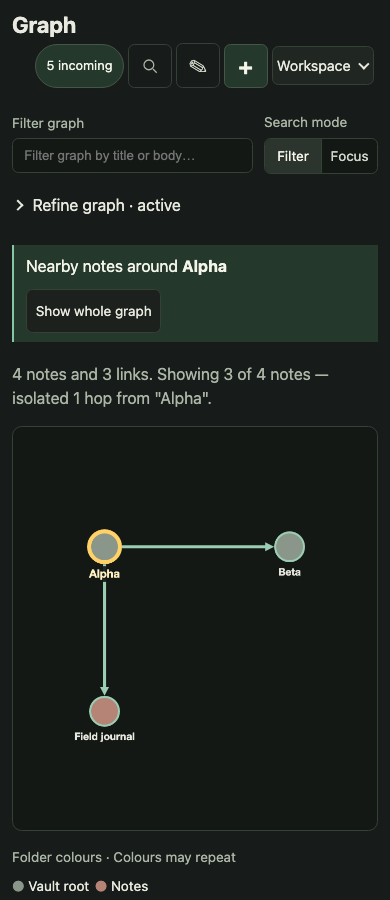 Graph
5 incoming
Workspace
Filter graph
Search mode
Filter graph by title or body...
Filter
Focus
Refine graph · active
Nearby notes around Alpha
Show whole graph
4 notes and 3 links. Showing 3 of 4 notes —
isolated 1 hop from "Alpha".
Alpha
Beta
Field journal
Folder colours · Colours may repeat
Vault root
Notes